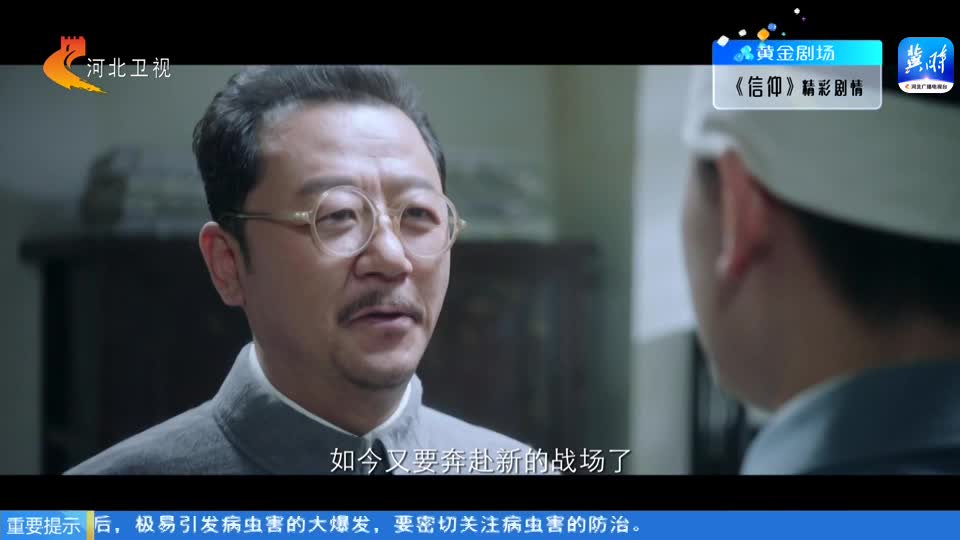 河北卫视
黄金剧场
《信仰》精彩剧情
冀时
河北广播电视台
如今又要奔赴新的战场了
重要提示
后，极易引发病虫害的大爆发，要密切关注病虫害的防治。